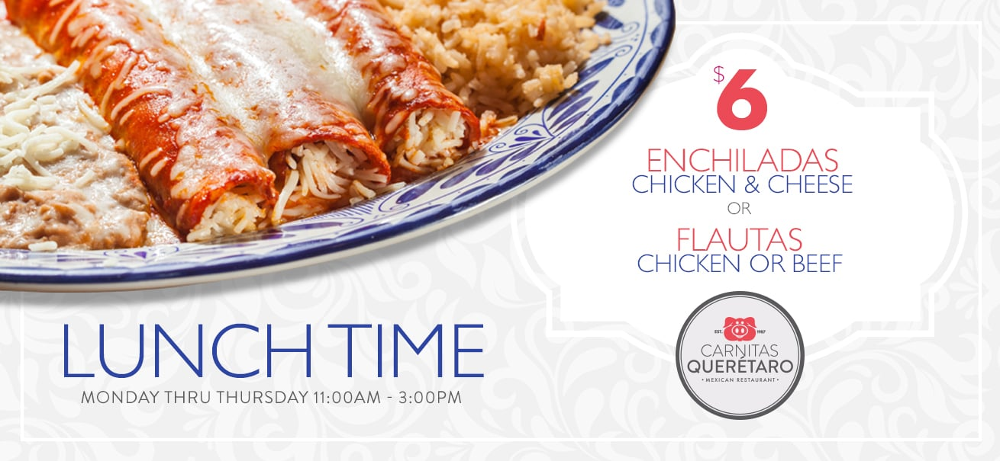 $6
ENCHILADAS
CHICKEN & CHEESE
OR
FLAUTAS
CHICKEN OR BEEF
LUNCH TIME
MONDAY THRU THURSDAY 11:00AM - 3:00PM
EST. 1987
CARNITAS
QUERÉTARO
• MEXICAN RESTAURANT •